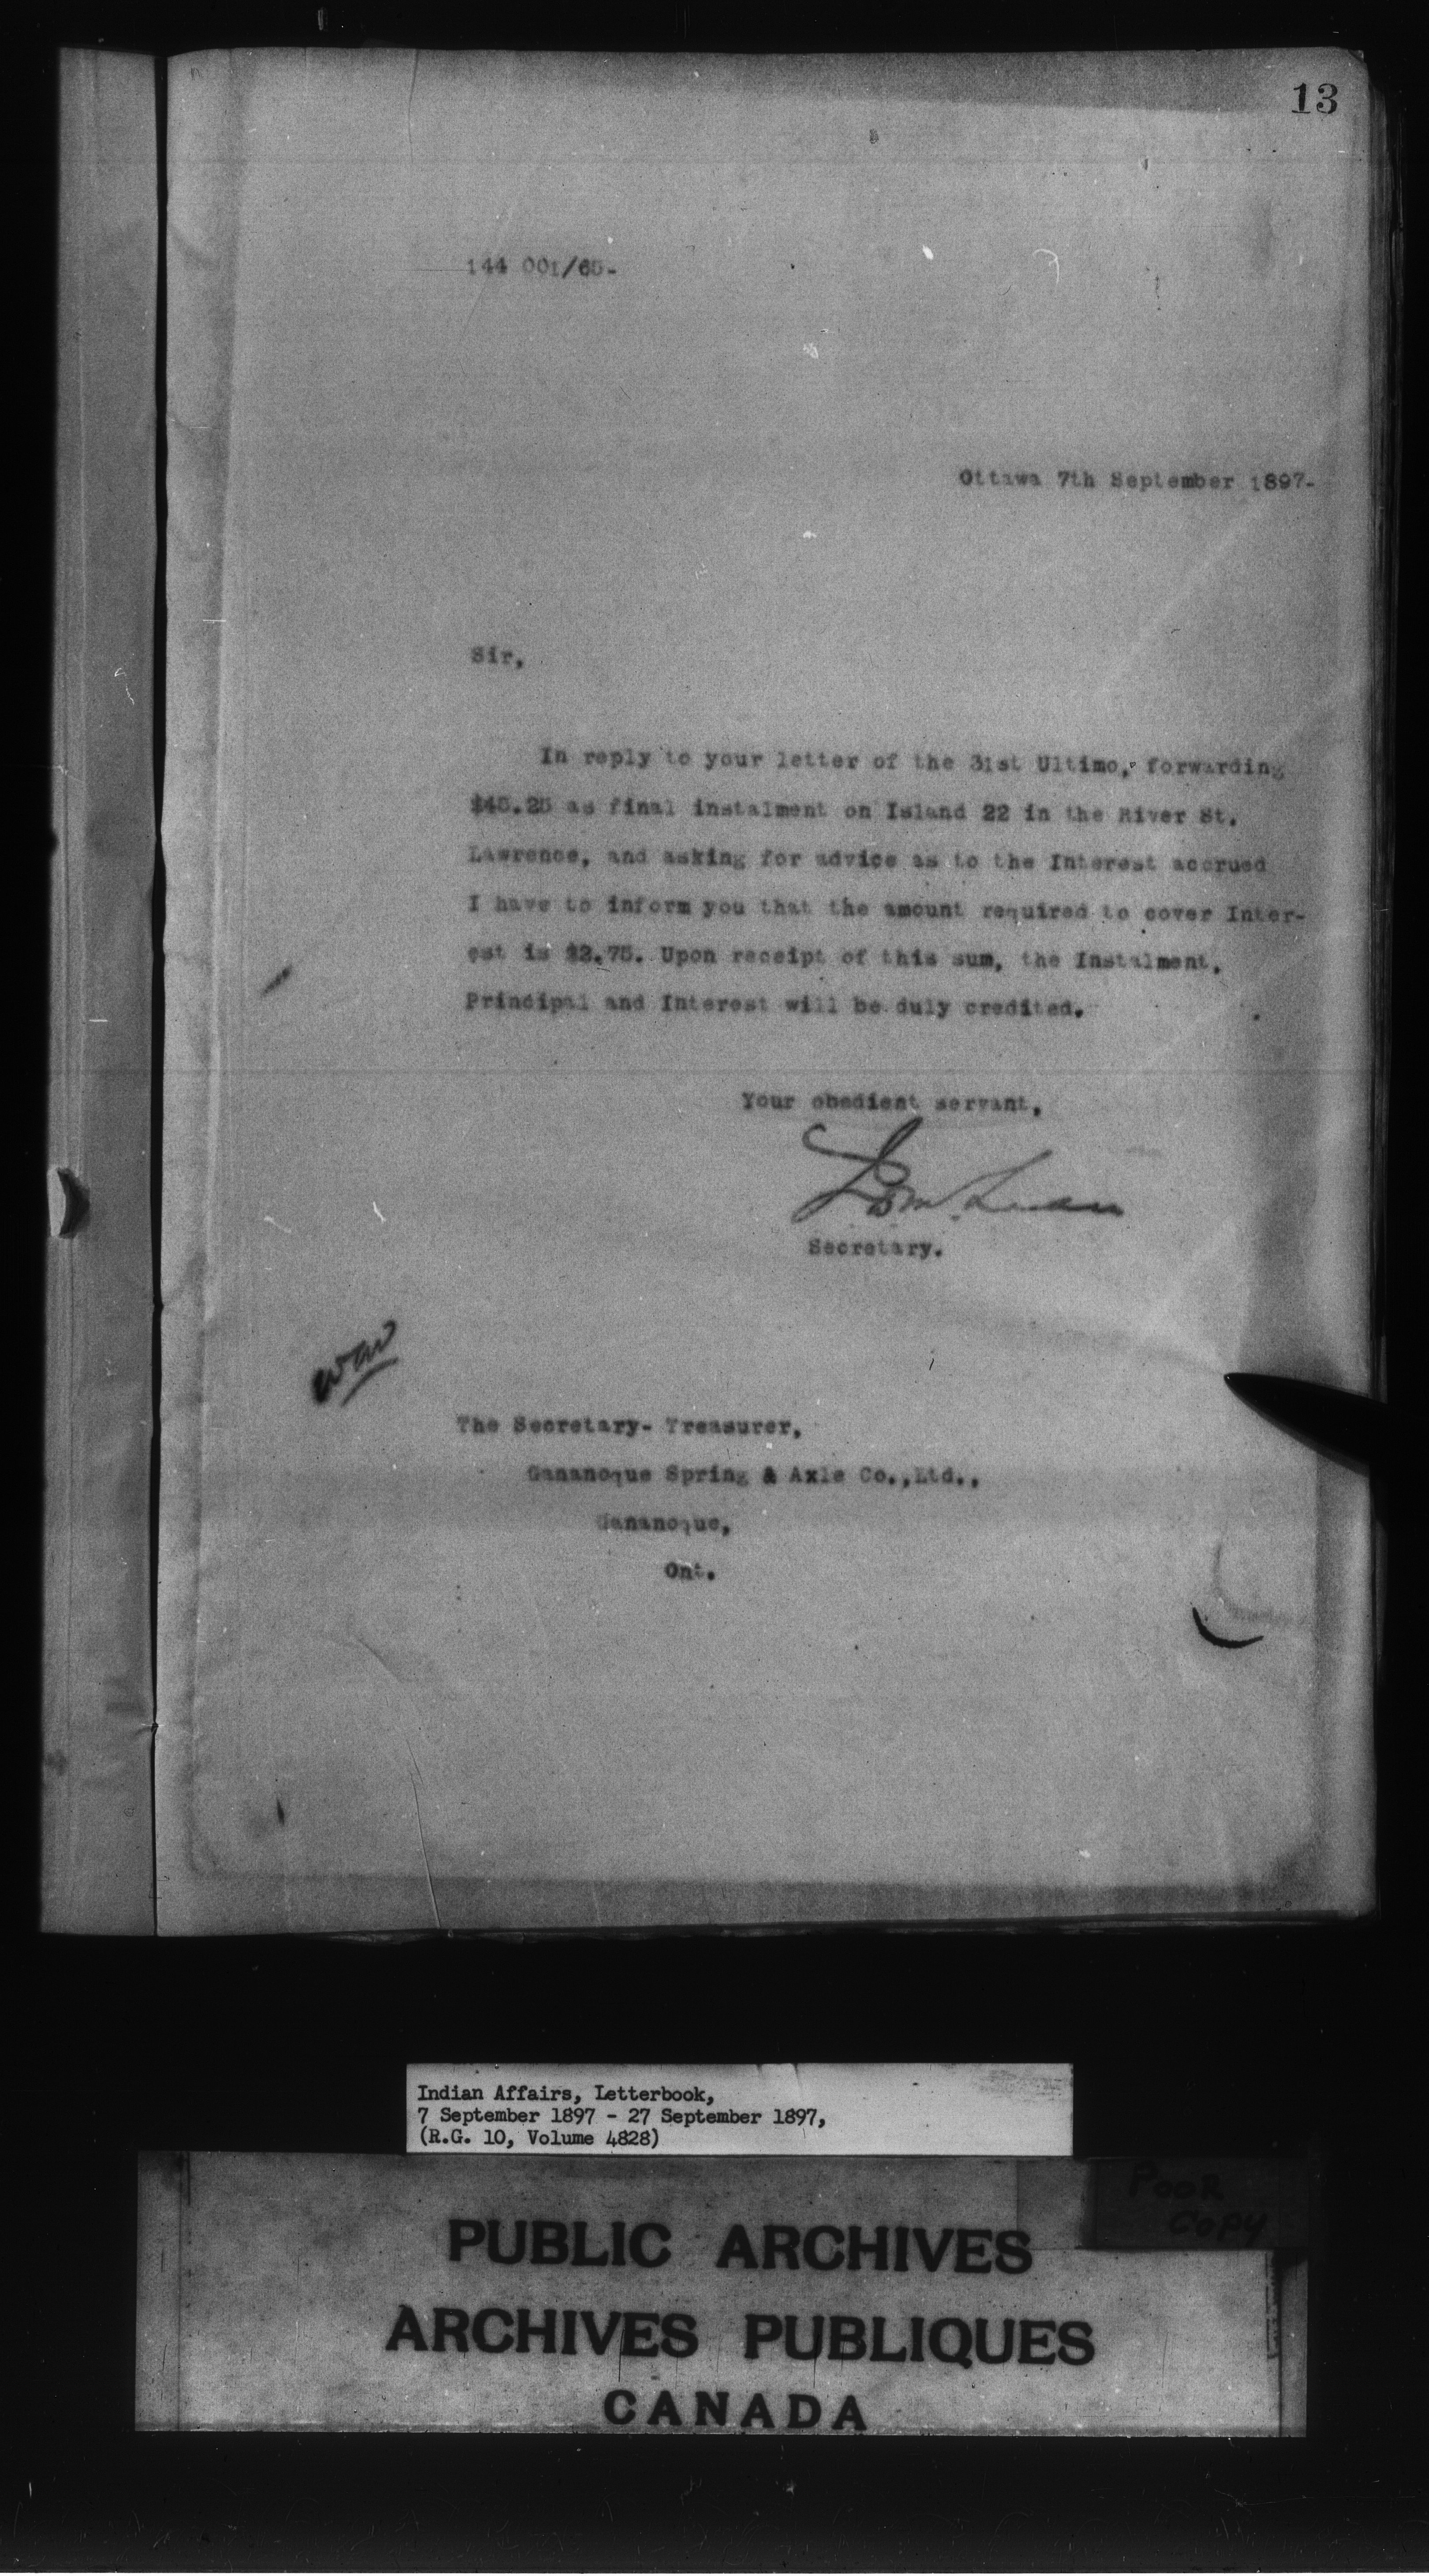 13
144 001/65-
Ottawa 7th September 1897-
Sir,
In reply to your letter of the 31st Ultimo, forwarding
$45.25 as final instalment on Island 22 in the River St.
Lawrence, and asking for advice as to the Interest accrued
I have to inform you that the amount required to cover Inter-
est is $2.75. Upon receipt of this sum, the Instalment,
Principal and Interest will be duly credited.
Your obedient servant,
Secretary.
The Secretary- Treasurer,
Gananoque Spring & Axle Co.,Ltd.,
Gananoque,
Ont.
Indian Affairs, Letterbook,
7 September 1897 - 27 September 1897,
(R.G. 10, Volume 4828)
POOR
COPY
PUBLIC ARCHIVES
ARCHIVES PUBLIQUES
CANADA